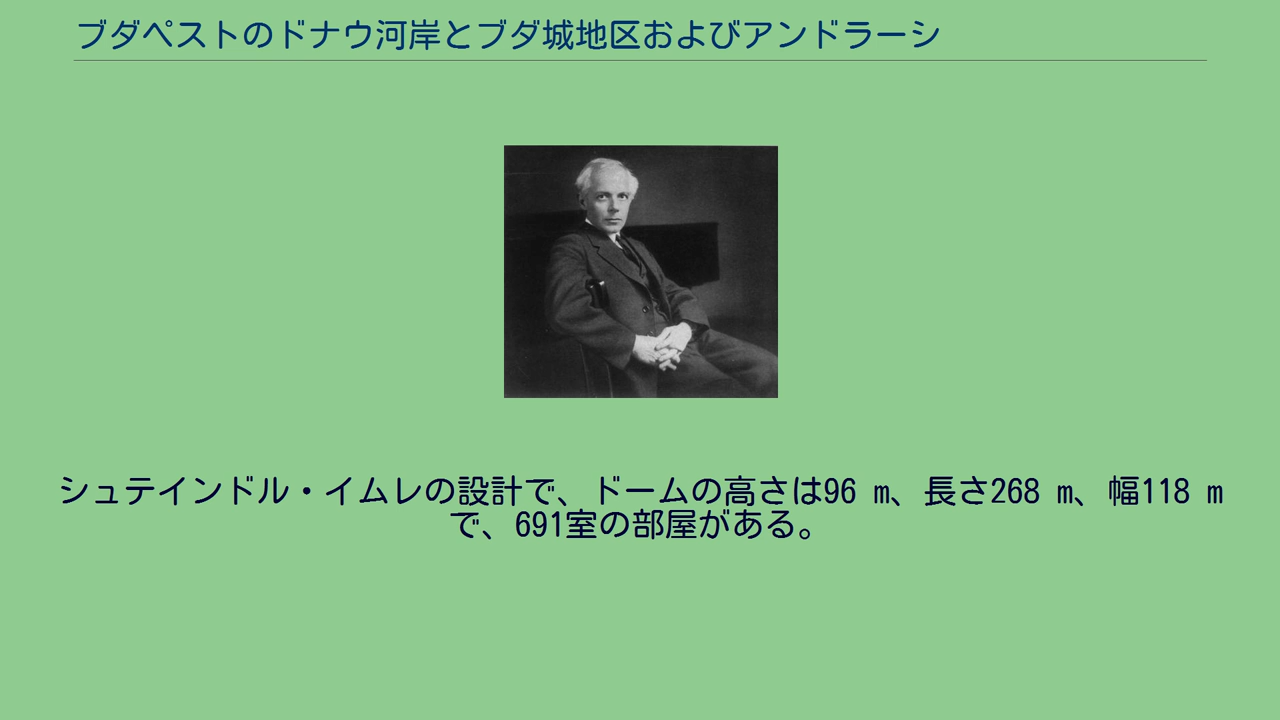 ブダペストのドナウ河岸とブダ城地区およびアンドラーシ
シュテインドル・イムレの設計で、ドームの高さは96 m、長さ268 m、幅118 m
で、691室の部屋がある。